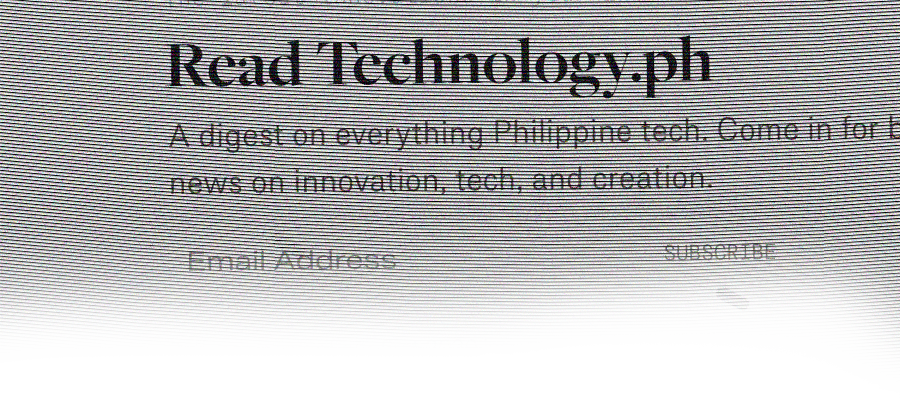 Read Technology.ph
A digest on everything Philippine tech. Come in for
news on innovation, tech, and creation.
Email Address
SUBSCRIBE